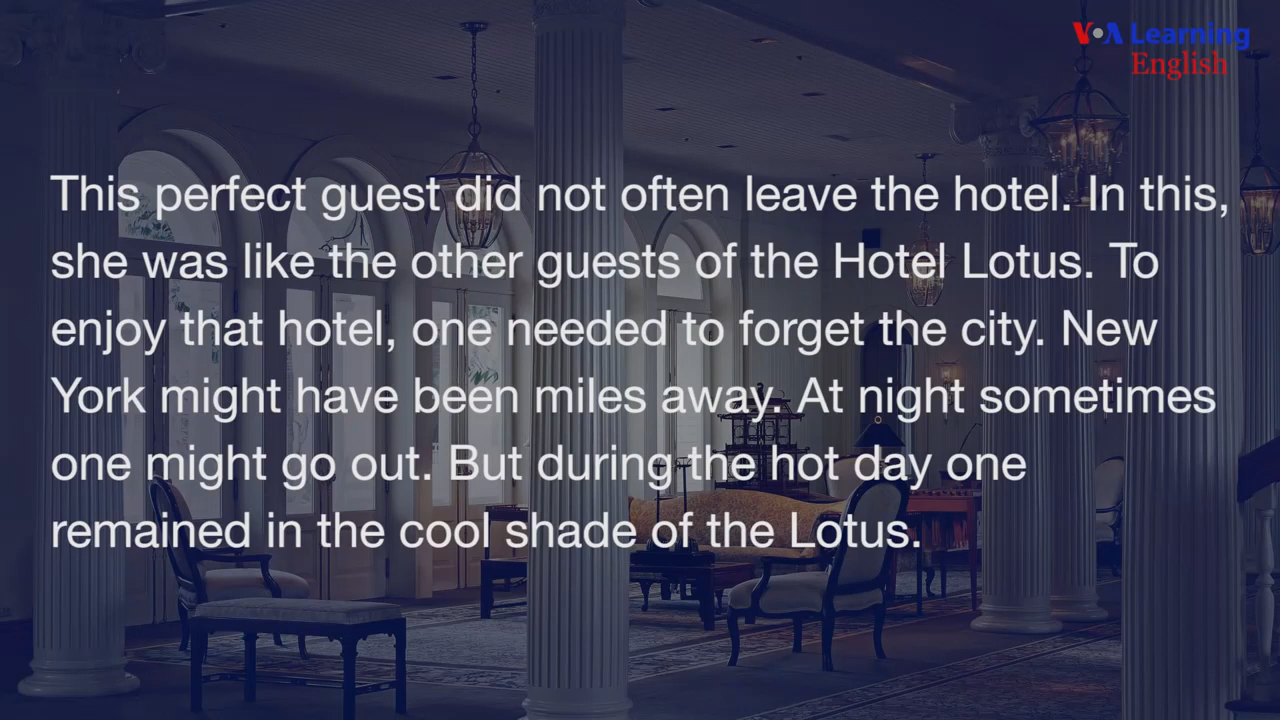 VOA Learning
English
This perfect guest did not often leave the hotel. In this,
she was like the other guests of the Hotel Lotus. To
enjoy that hotel, one needed to forget the city. New
York might have been miles away. At night sometimes
one might go out. But during the hot day one
remained in the cool shade of the Lotus.